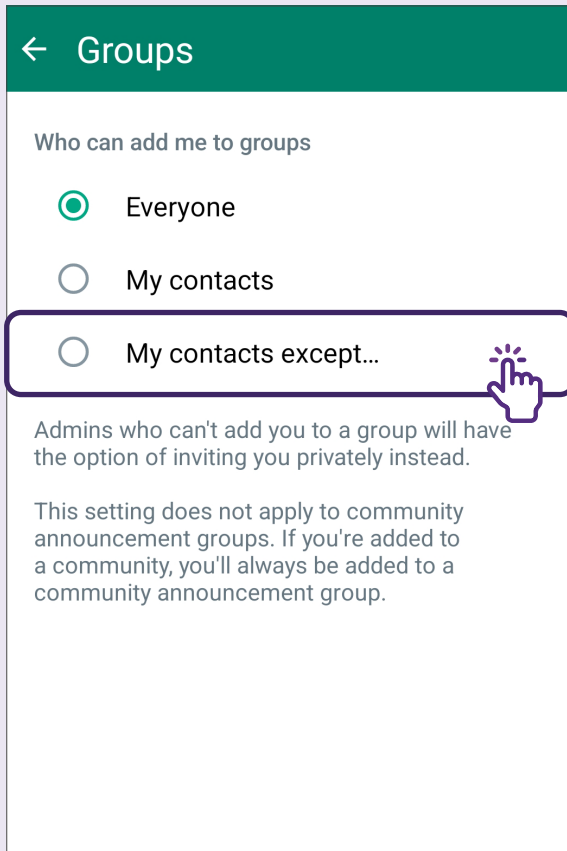 Groups
Who can add me to groups
Everyone
My contacts
My contacts except...
Admins who can't add you to a group will have
the option of inviting you privately instead.
This setting does not apply to community
announcement groups. If you're added to
a community, you'll always be added to a
community announcement group.